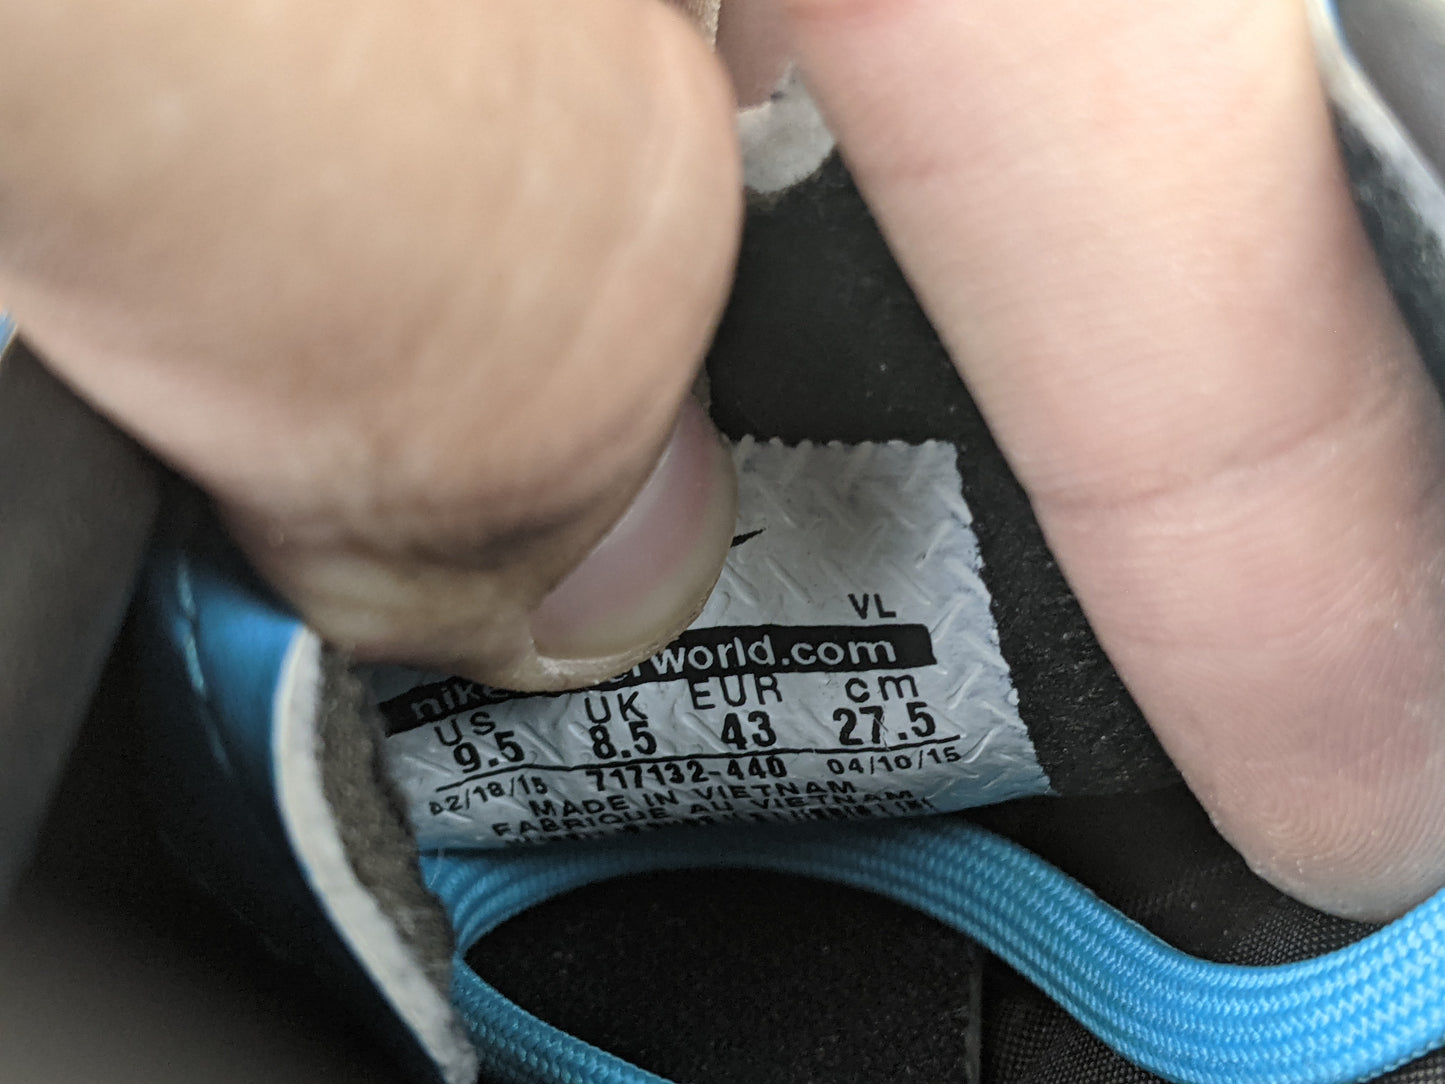 VL
rworld.com
US UK EUR cm
9.5 8.5 43 27.5
02/18/15 717132-440 04/10/15
MADE IN VIETNAM
FABRIQUE AU VIETNAM